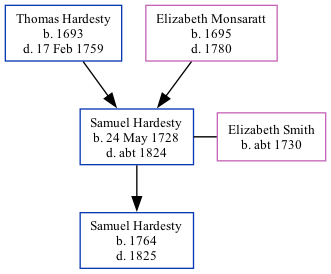 Thomas Hardesty
b. 1693
d. 17 Feb 1759
Elizabeth Monsaratt
b. 1695
d. 1780
Samuel Hardesty
b. 24 May 1728
d. abt 1824
Elizabeth Smith
b. abt 1730
Samuel Hardesty
b. 1764
d. 1825